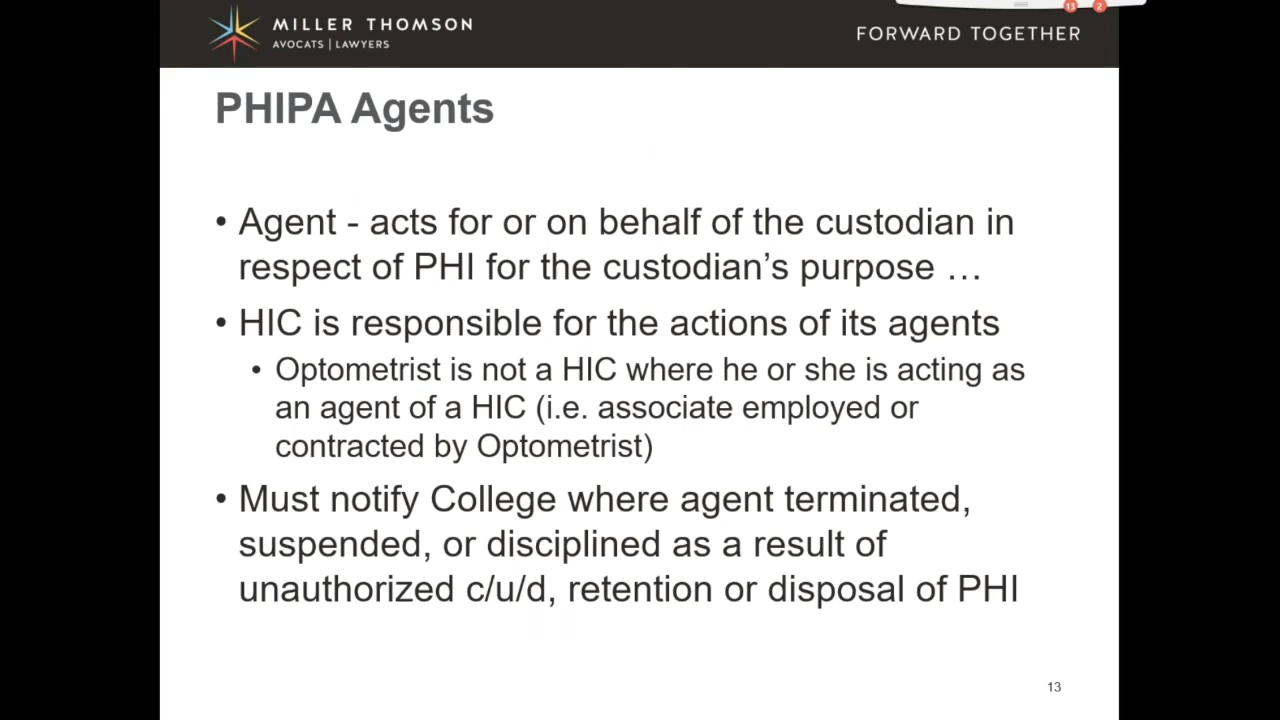 MILLER THOMSON
AVOCATS | LAWYERS
FORWARD TOGETHER
13 2
PHIPA Agents
• Agent - acts for or on behalf of the custodian in
respect of PHI for the custodian’s purpose …
• HIC is responsible for the actions of its agents
• Optometrist is not a HIC where he or she is acting as
an agent of a HIC (i.e. associate employed or
contracted by Optometrist)
• Must notify College where agent terminated,
suspended, or disciplined as a result of
unauthorized c/u/d, retention or disposal of PHI
13